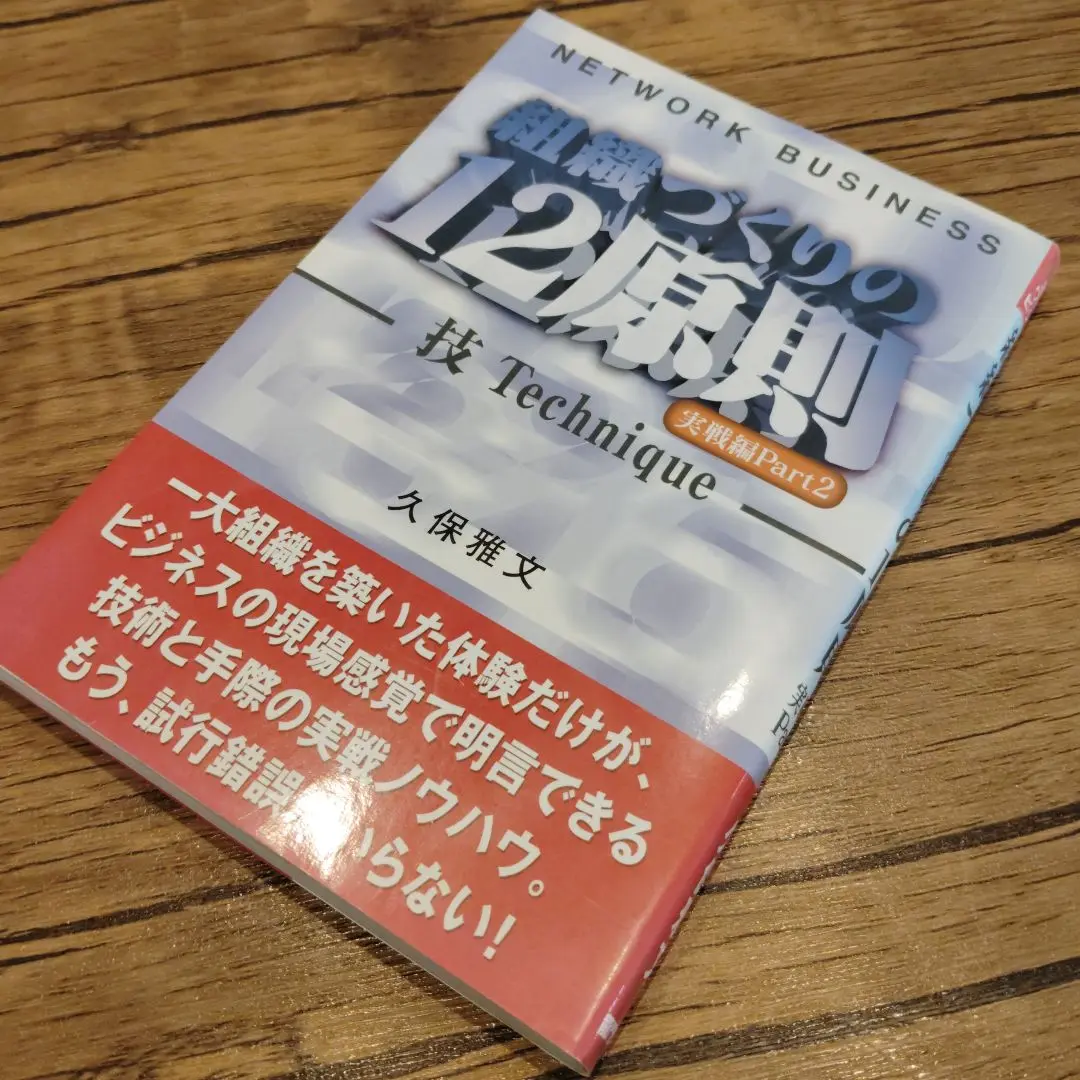 NETWORK BUSINESS
組織づくりの
12原則
技 Technique
実戦編Part2
久保雅文
一大組織を築いた体験だけが、
ビジネスの現場感覚で明言できる
技術と手際の実戦ノウハウ。
もう、試行錯誤 いらない!